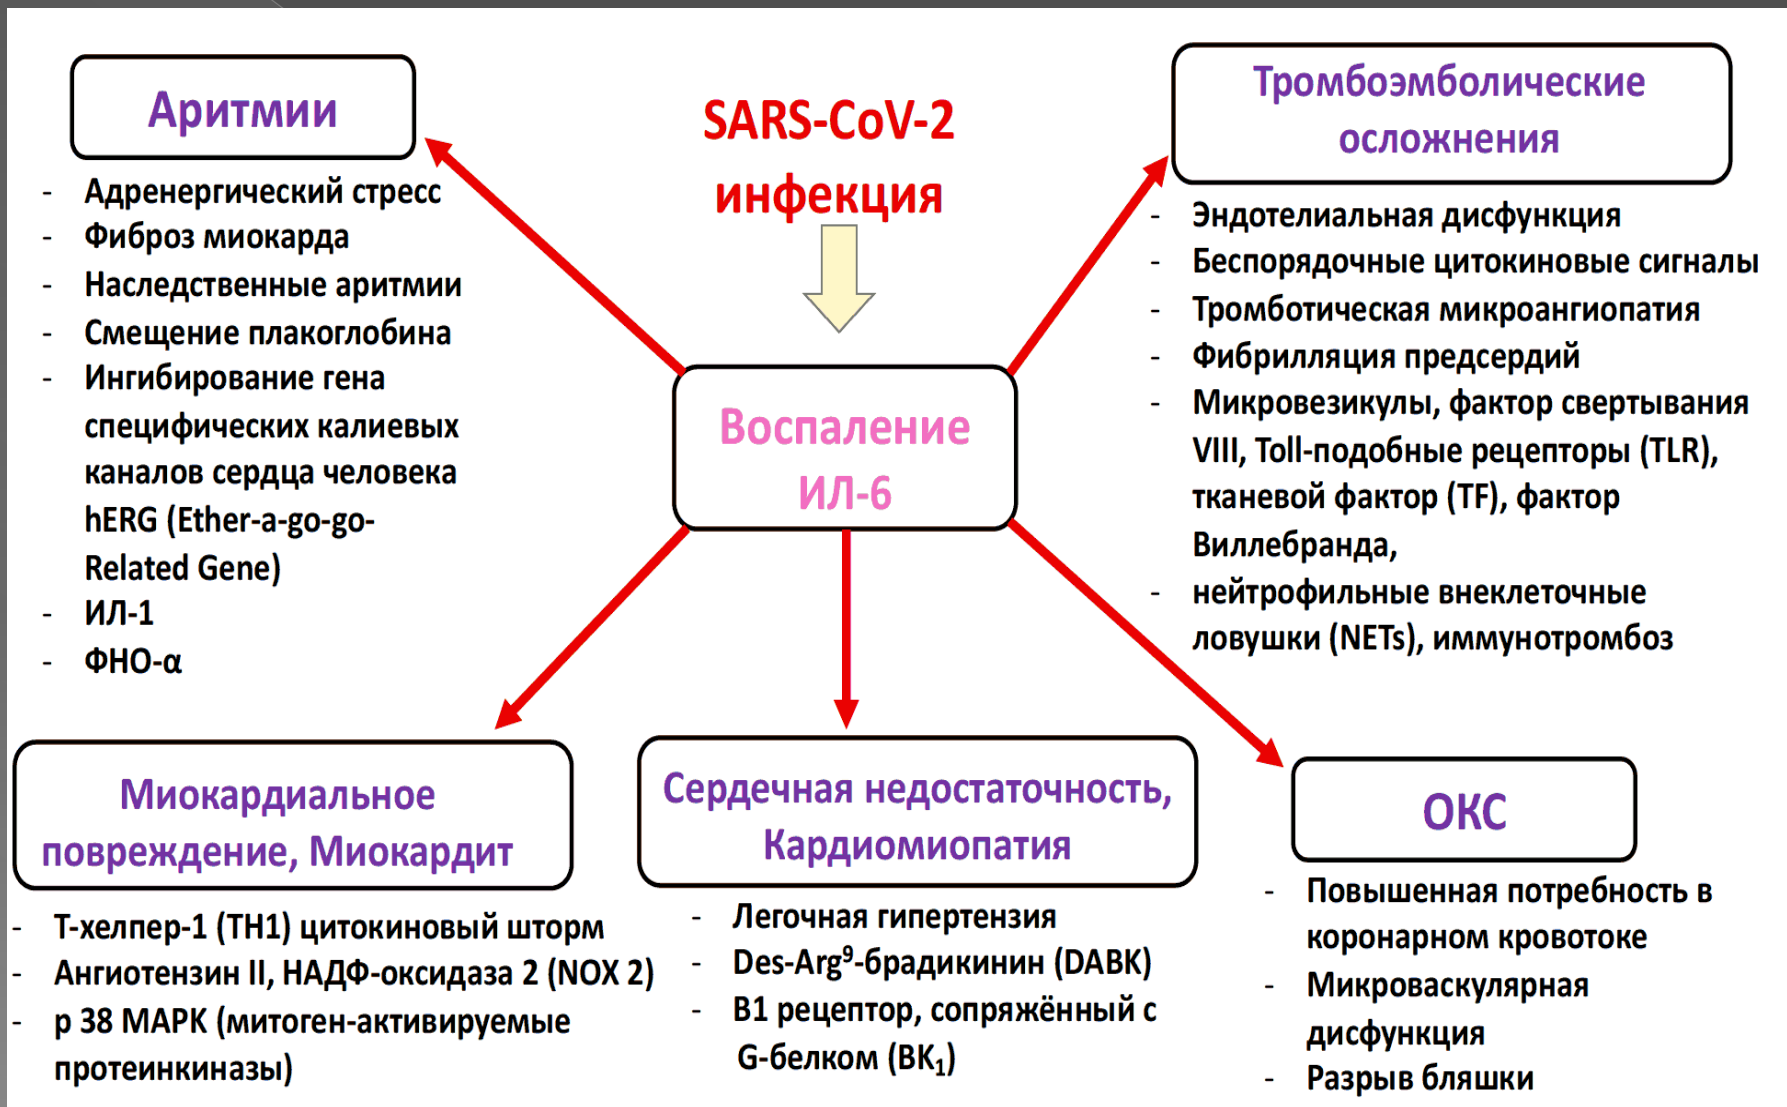 Аритмии
- Адренергический стресс
- Фиброз миокарда
- Наследственные аритмии
- Смещение плакоглобина
- Ингибирование гена
специфических калиевых
каналов сердца человека
hERG (Ether-a-go-go-
Related Gene)
- ИЛ-1
- ФНО-α
SARS-CoV-2
инфекция
Воспаление
ИЛ-6
Тромбоэмболические
осложнения
- Эндотелиальная дисфункция
- Беспорядочные цитокиновые сигналы
- Тромботическая микроангиопатия
- Фибрилляция предсердий
- Микровезикулы, фактор свертывания
VIII, Toll-подобные рецепторы (TLR),
тканевой фактор (TF), фактор
Виллебранда,
- нейтрофильные внеклеточные
ловушки (NETs), иммунотромбоз
Миокардиальное
повреждение, Миокардит
- Т-хелпер-1 (TH1) цитокиновый шторм
- Ангиотензин II, НАДФ-оксидаза 2 (NOX 2)
- р 38 МАРК (митоген-активируемые
протеинкиназы)
Сердечная недостаточность,
Кардиомиопатия
- Легочная гипертензия
- Des-Arg⁹-брадикинин (DABK)
- В1 рецептор, сопряжённый с
G-белком (BK₁)
ОКС
- Повышенная потребность в
коронарном кровотоке
- Микроваскулярная
дисфункция
- Разрыв бляшки